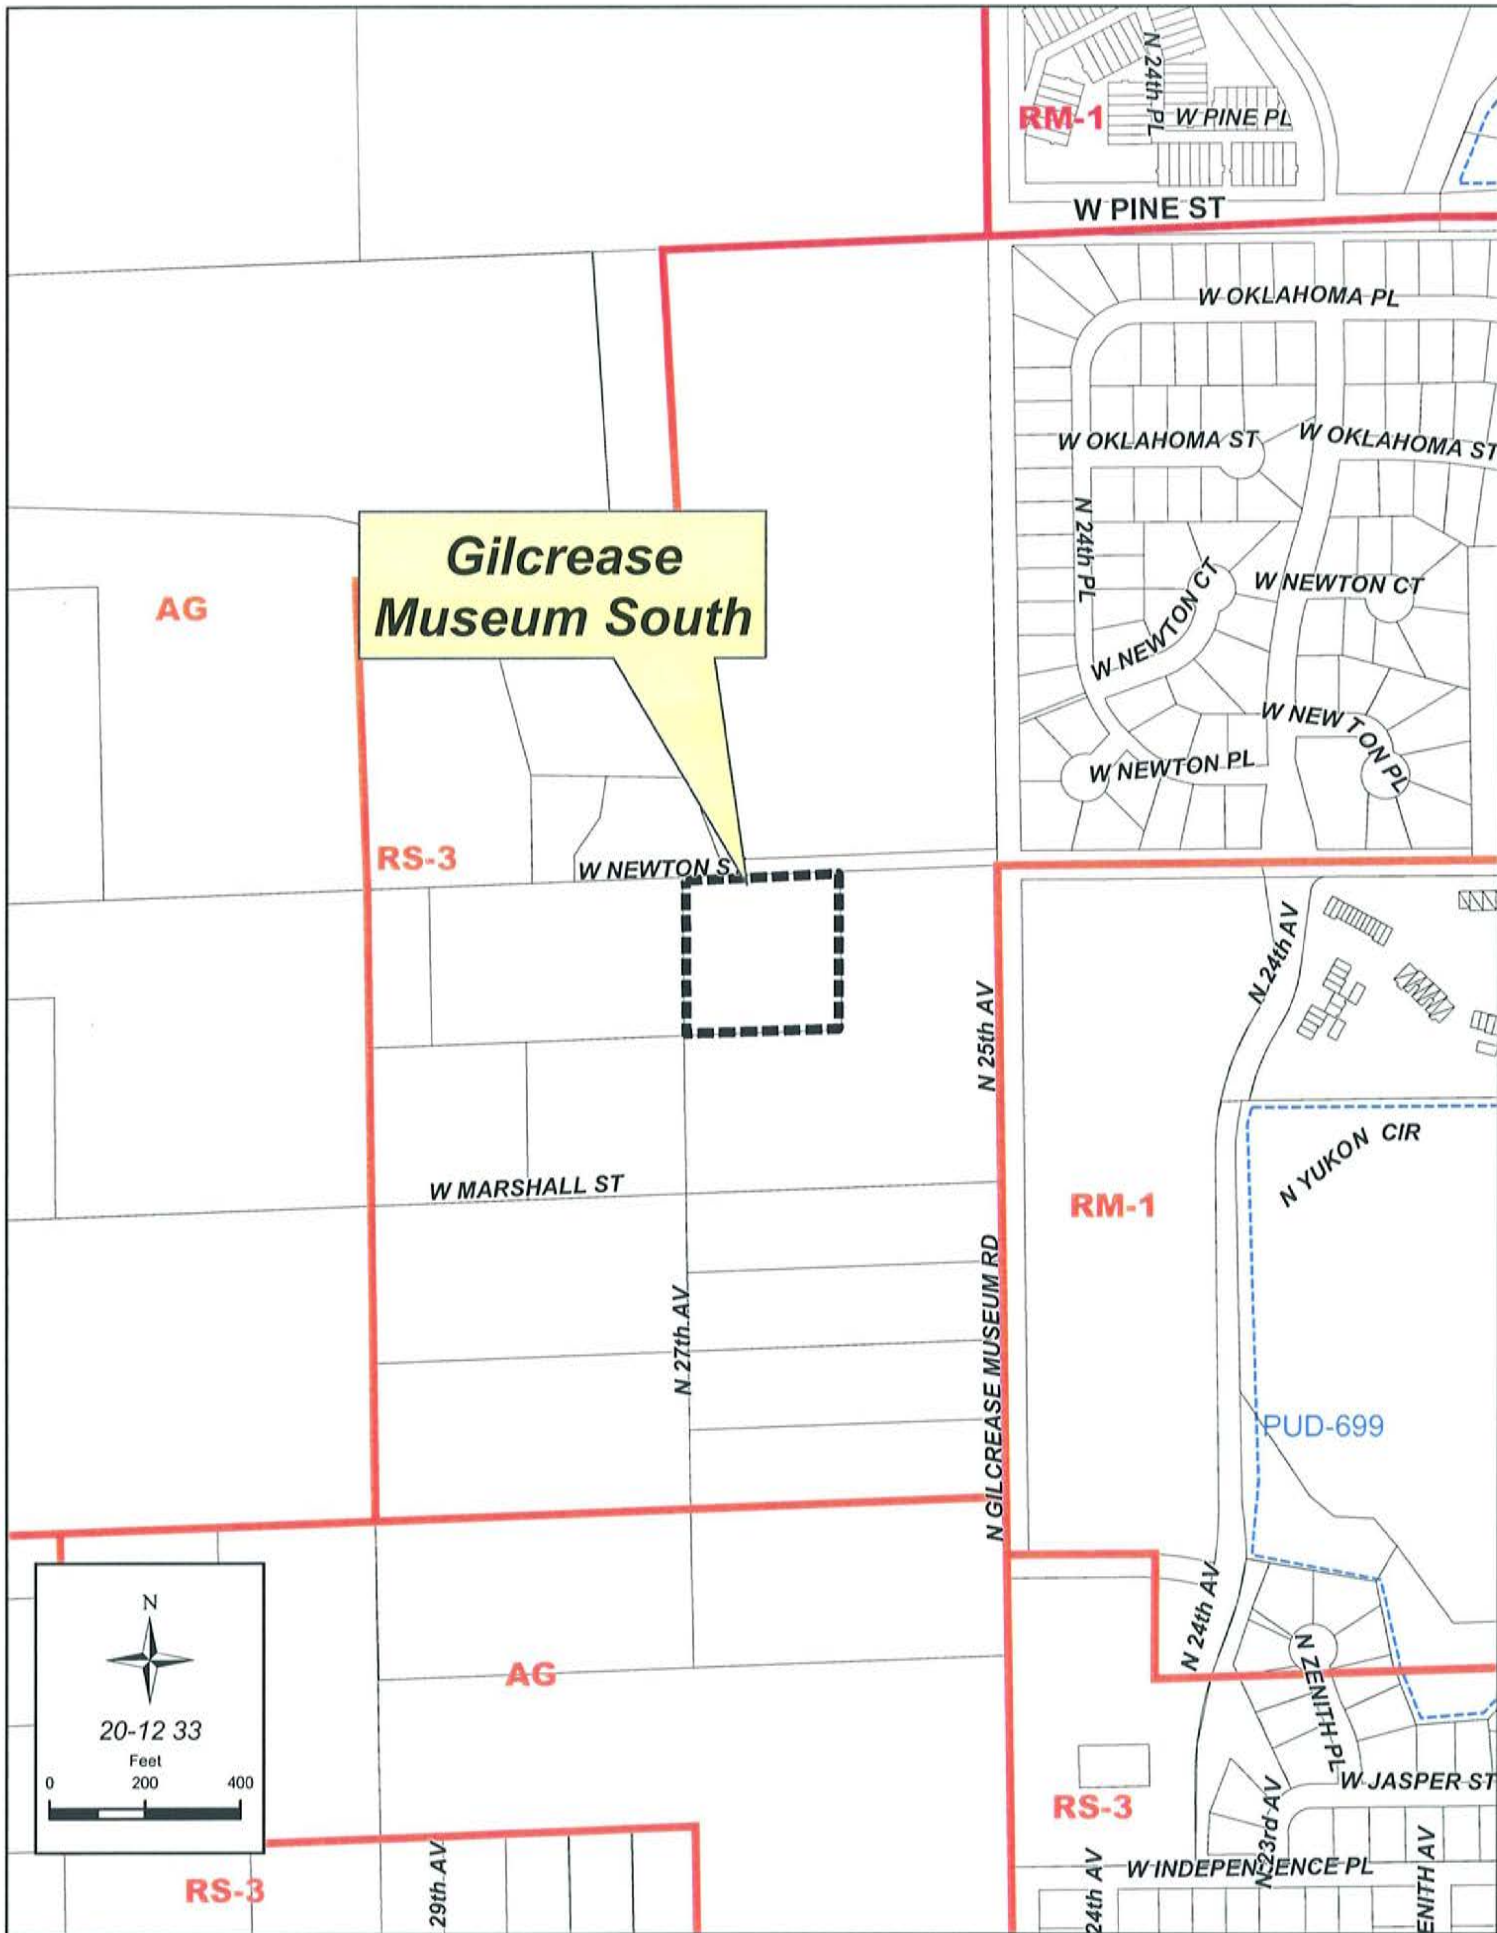 N 24th PL
RM-1
W PINE PL
W PINE ST
W OKLAHOMA PL
W OKLAHOMA ST
W OKLAHOMA ST
N 24th PL
Gilcrease
Museum South
AG
W NEWTON CT
W NEWTON CT
W NEWTON PL
W NEWTON PL
RS-3
W NEWTON ST
N 24th AV
N 25th AV
N YUKON CIR
W MARSHALL ST
RM-1
N GILCREASE MUSEUM RD
N 27th AV
PUD-699
N 24th AV
N
20-12 33
Feet
0 200 400
AG
N ZENITH PL
W JASPER ST
RS-3
N 23rd AV
W INDEPENDENCE PL
RS-3
29th AV
24th AV
ENITH AV